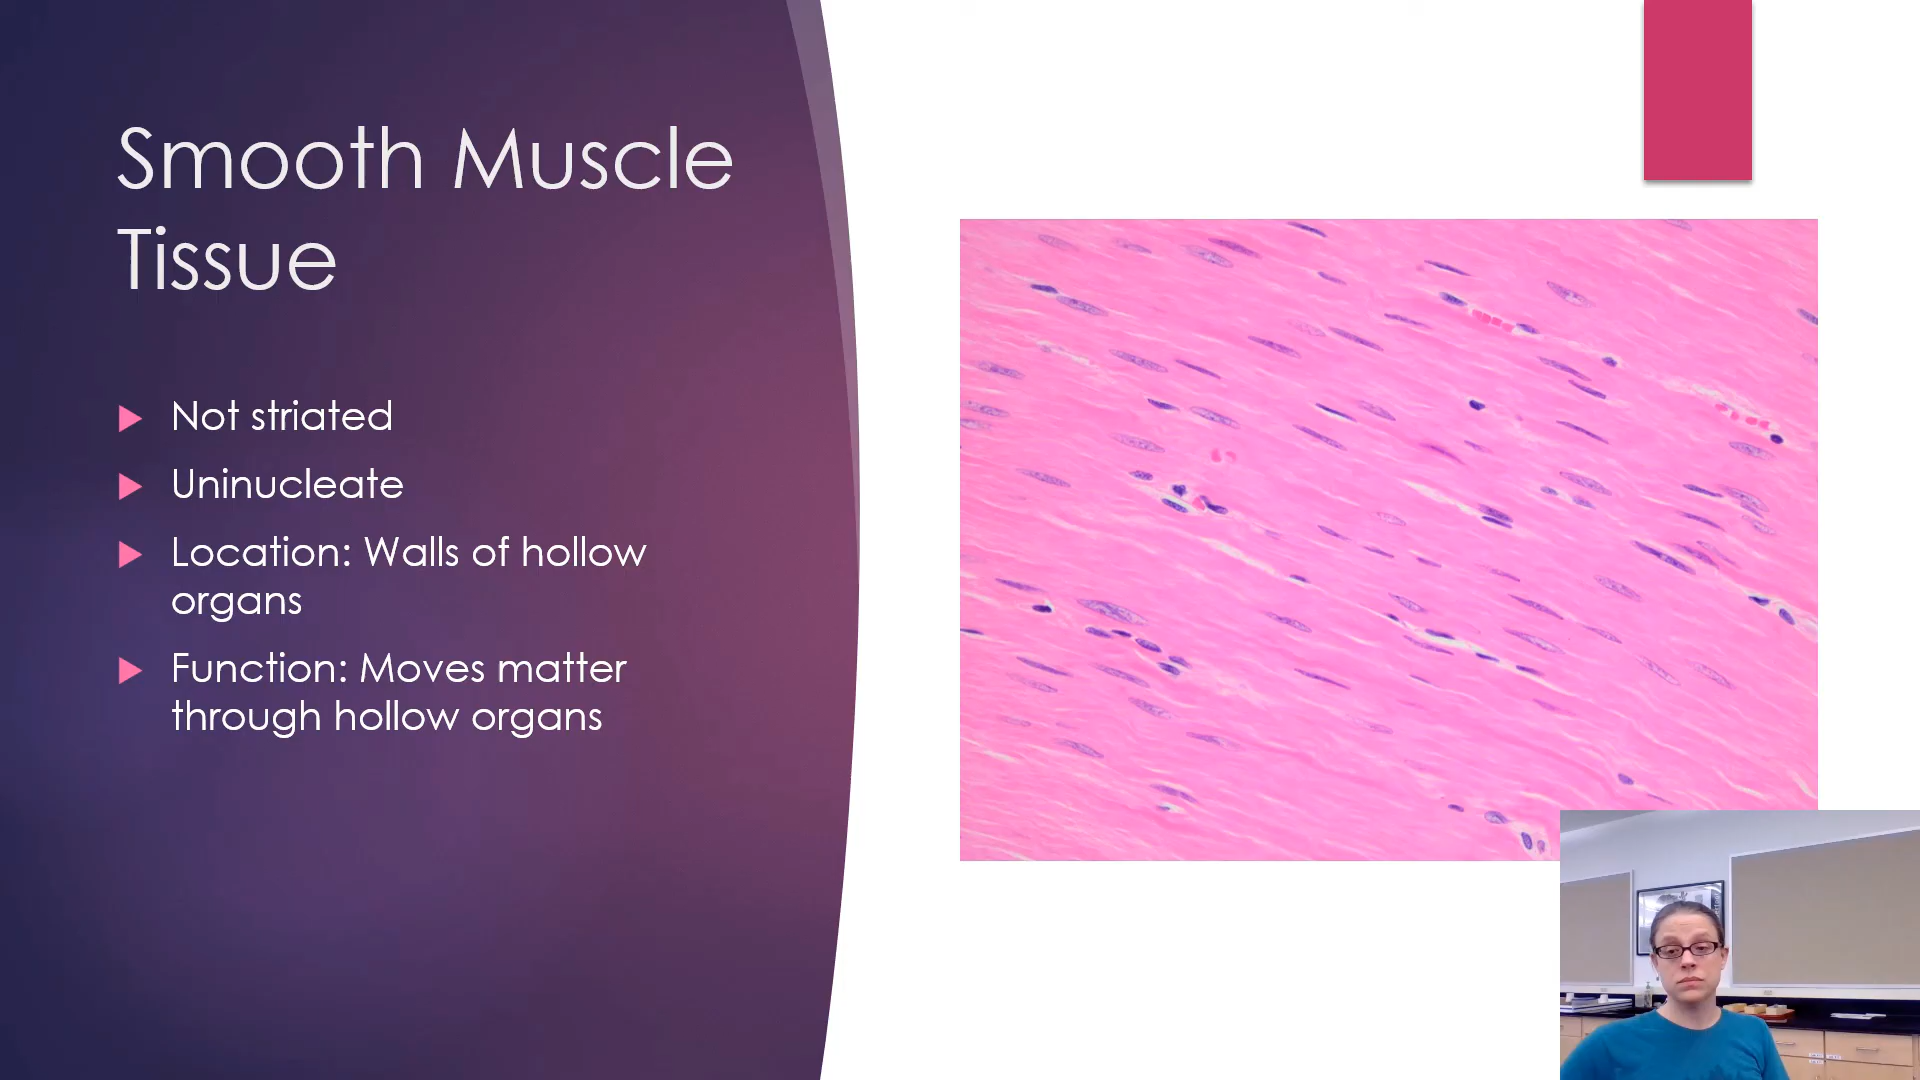 Smooth Muscle
Tissue
Not striated
Uninucleate
Location: Walls of hollow
organs
Function: Moves matter
through hollow organs